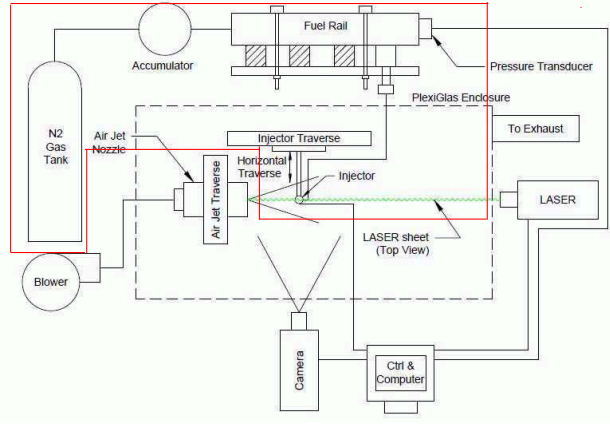 Fuel Rail
Accumulator
Pressure Transducer
PlexiGlas Enclosure
N2
Gas
Tank
Air Jet
Nozzle
Injector Traverse
To Exhaust
Horizontal
Traverse
Injector
Air Jet Traverse
LASER
LASER sheet
(Top View)
Blower
Camera
Ctrl &
Computer